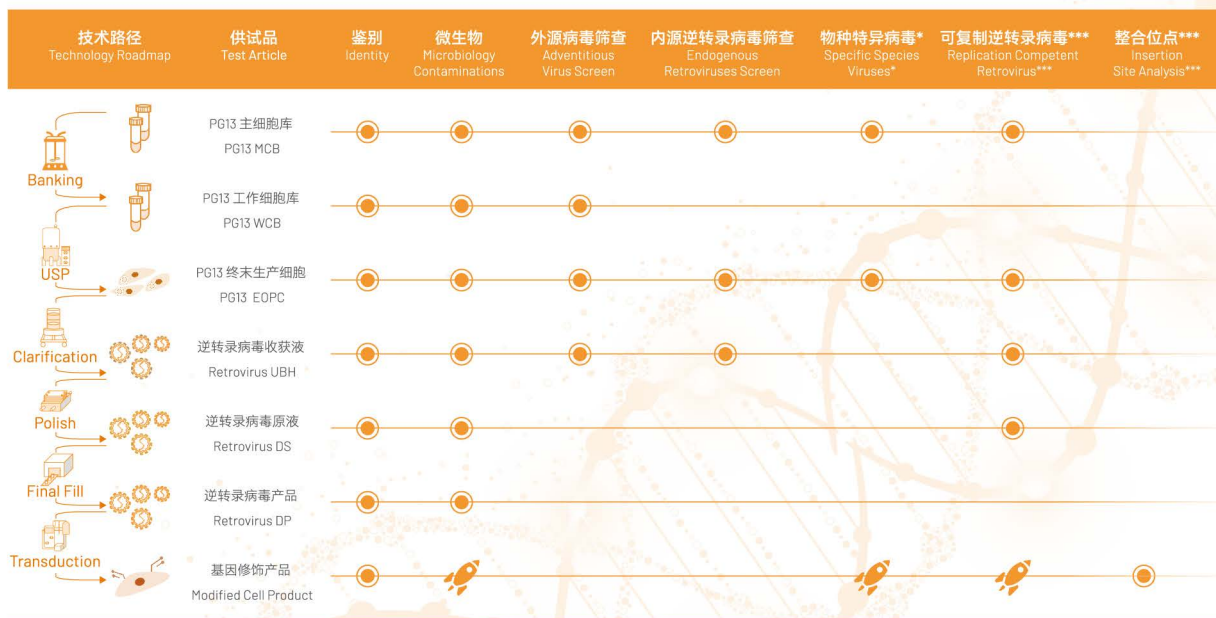 技术路径
Technology Roadmap
供试品
Test Article
鉴别
Identity
微生物
Microbiology
Contaminations
外源病毒筛查
Adventitious
Virus Screen
内源逆转录病毒筛查
Endogenous
Retroviruses Screen
物种特异病毒*
Specific Species
Viruses*
可复制逆转录病毒***
Replication Competent
Retrovirus***
整合位点***
Insertion
Site Analysis***
Banking
USP
Clarification
Polish
Final Fill
Transduction
PG13 主细胞库
PG13 MCB
PG13 工作细胞库
PG13 WCB
PG13 终末生产细胞
PG13 EOPC
逆转录病毒收获液
Retrovirus UBH
逆转录病毒原液
Retrovirus DS
逆转录病毒产品
Retrovirus DP
基因修饰产品
Modified Cell Product